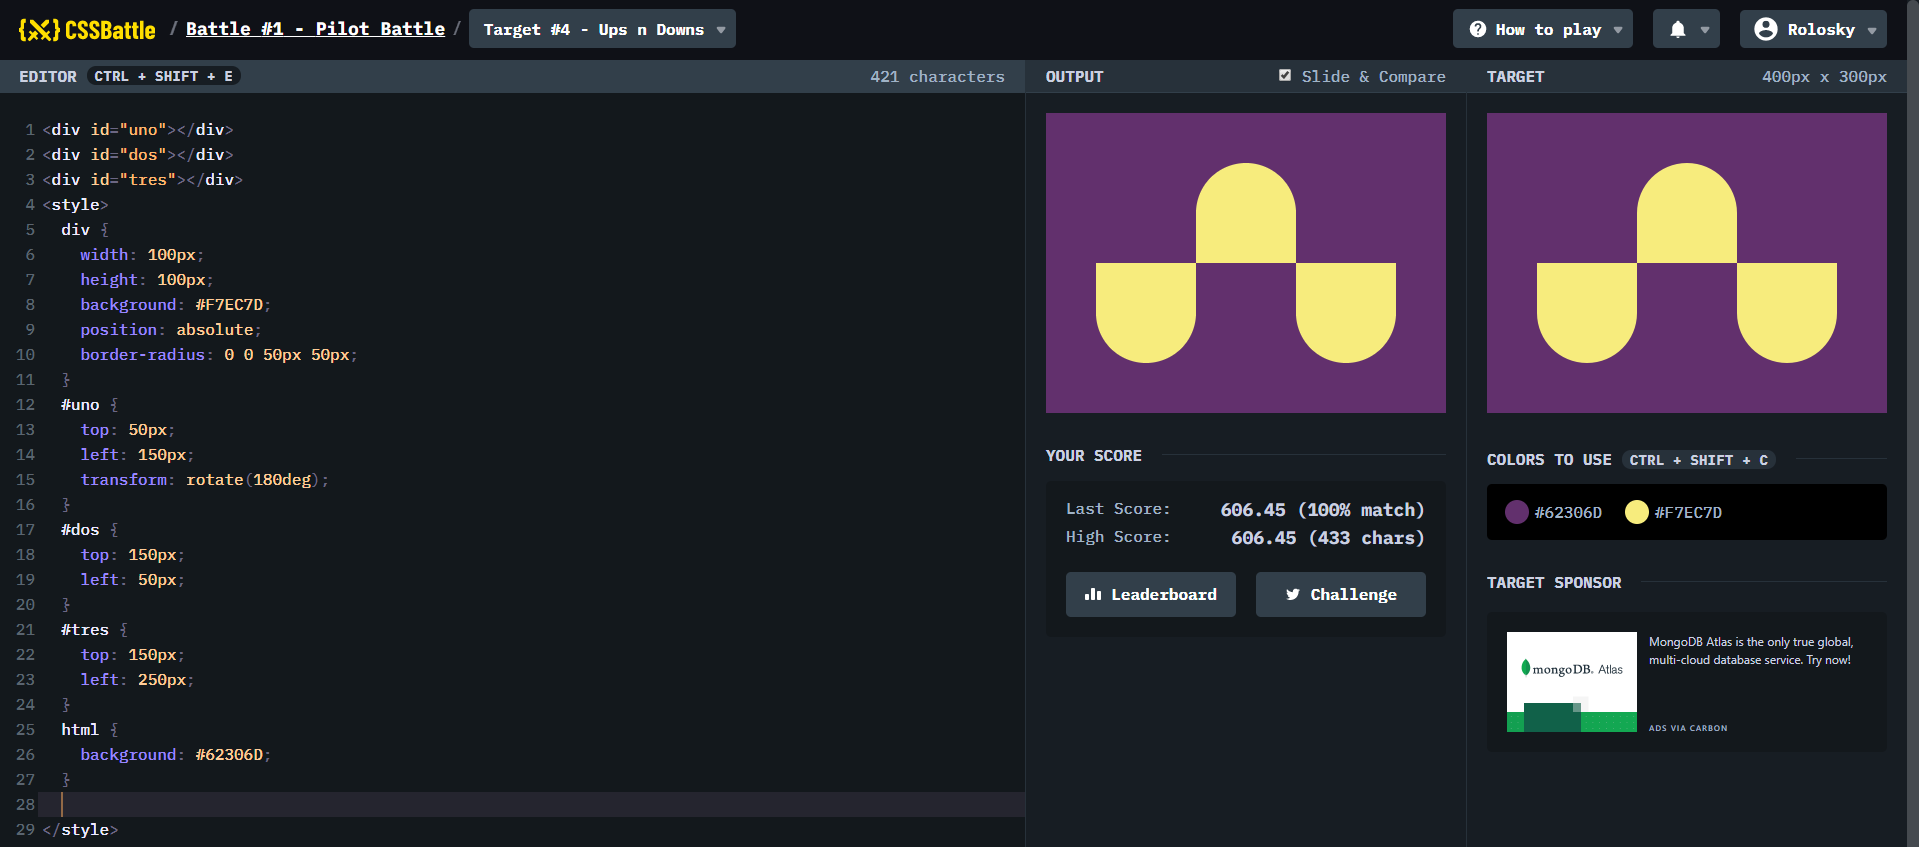 {X} CSSBattle / Battle #1 - Pilot Battle / Target #4 - Ups n Downs How to play Rolosky
EDITOR CTRL + SHIFT + E 421 characters OUTPUT Slide & Compare TARGET 400px x 300px
1 <div id="uno"></div>
2 <div id="dos"></div>
3 <div id="tres"></div>
4 <style>
5 div {
6 width: 100px;
7 height: 100px;
8 background: #F7EC7D;
9 position: absolute;
10 border-radius: 0 0 50px 50px;
11 }
12 #uno {
13 top: 50px;
14 left: 150px;
15 transform: rotate(180deg);
16 }
17 #dos {
18 top: 150px;
19 left: 50px;
20 }
21 #tres {
22 top: 150px;
23 left: 250px;
24 }
25 html {
26 background: #62306D;
27 }
28
29 </style>
YOUR SCORE
Last Score: 606.45 (100% match)
High Score: 606.45 (433 chars)
Leaderboard Challenge
COLORS TO USE CTRL + SHIFT + C
#62306D #F7EC7D
TARGET SPONSOR
mongoDB. Atlas
MongoDB Atlas is the only true global,
multi-cloud database service. Try now!
ADS VIA CARBON